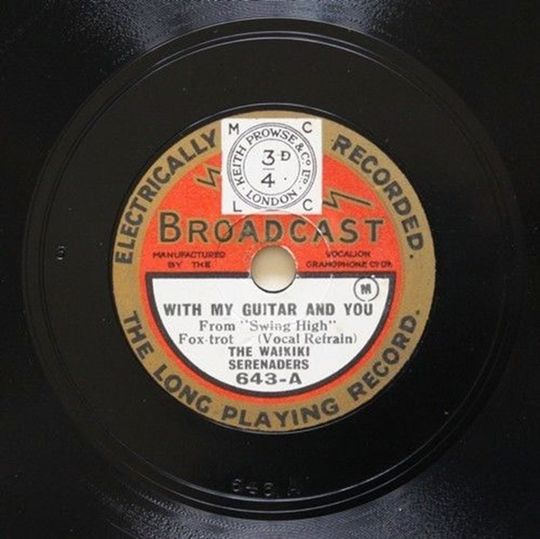 ELECTRICALLY RECORDED.
M C
KEITH PROWSE & Co. LTD.
3D
4.
LONDON
L C
BROADCAST
MANUFACTURED VOCALION
BY THE GRAMOPHONE CO. LTD.
M
WITH MY GUITAR AND YOU
From "Swing High"
Fox-trot (Vocal Refrain)
THE WAIKIKI
SERENADERS
643-A
THE LONG PLAYING RECORD.